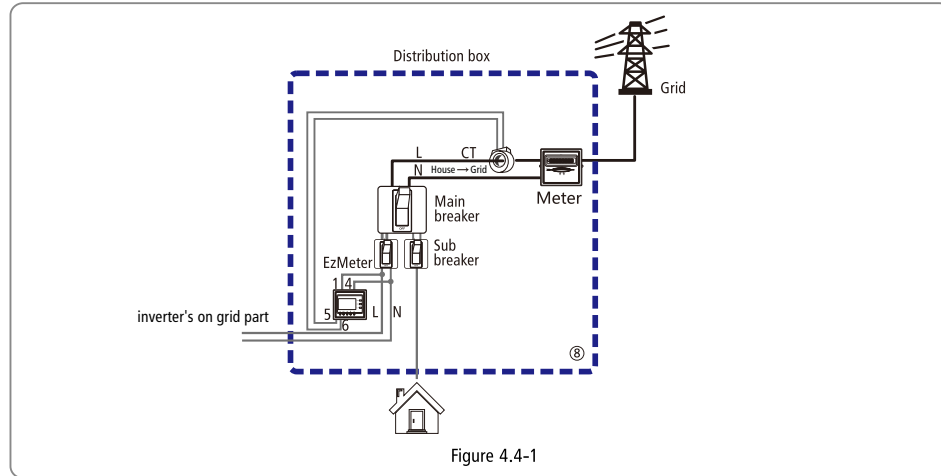 Distribution box
Grid
L
CT
N
House → Grid
Meter
Main
breaker
OFF
Sub
breaker
EzMeter
1 4
5
6
L N
inverter's on grid part
⑧
Figure 4.4-1